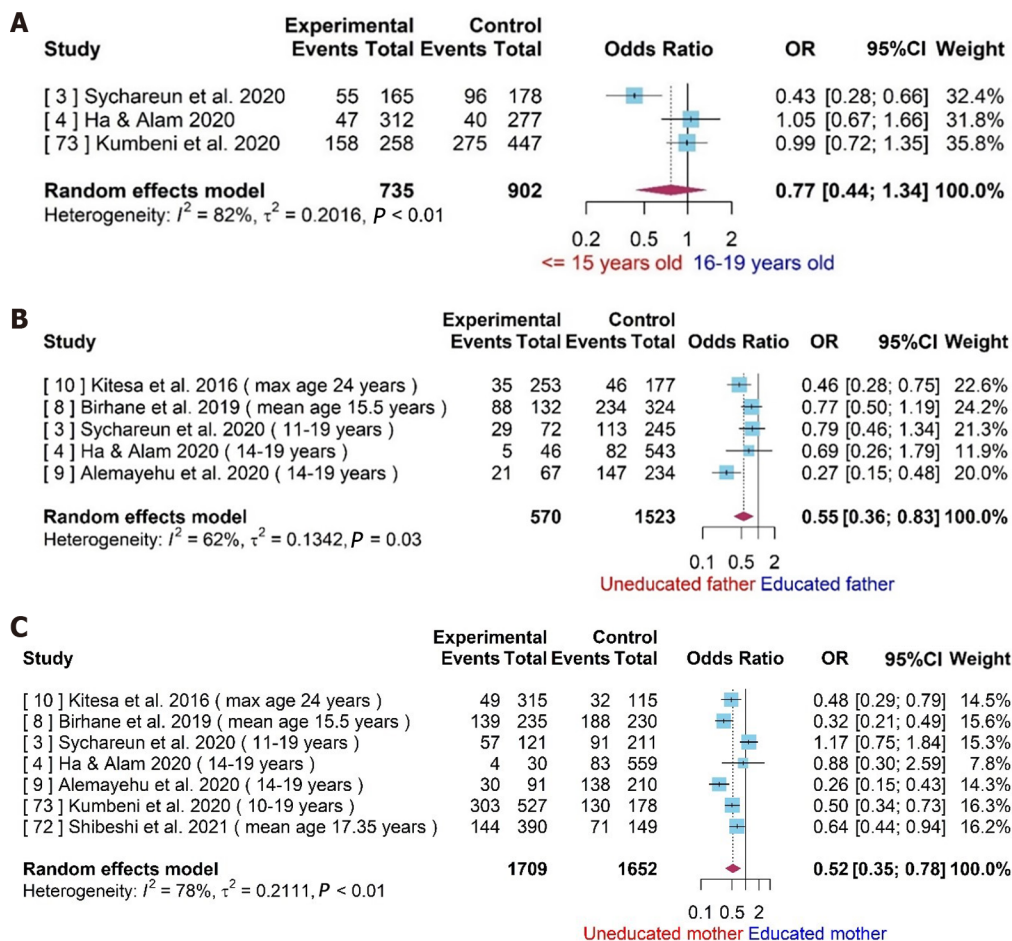 A
Experimental Control
Study Events Total Events Total Odds Ratio OR 95%CI Weight
[ 3 ] Sychareun et al. 2020 55 165 96 178 0.43 [0.28; 0.66] 32.4%
[ 4 ] Ha & Alam 2020 47 312 40 277 1.05 [0.67; 1.66] 31.8%
[ 73 ] Kumbeni et al. 2020 158 258 275 447 0.99 [0.72; 1.35] 35.8%
Random effects model 735 902 0.77 [0.44; 1.34] 100.0%
Heterogeneity: I² = 82%, τ² = 0.2016, P < 0.01
0.2 0.5 1 2
<= 15 years old 16-19 years old
B
Experimental Control
Study Events Total Events Total Odds Ratio OR 95%CI Weight
[ 10 ] Kitesa et al. 2016 ( max age 24 years ) 35 253 46 177 0.46 [0.28; 0.75] 22.6%
[ 8 ] Birhane et al. 2019 ( mean age 15.5 years ) 88 132 234 324 0.77 [0.50; 1.19] 24.2%
[ 3 ] Sychareun et al. 2020 ( 11-19 years ) 29 72 113 245 0.79 [0.46; 1.34] 21.3%
[ 4 ] Ha & Alam 2020 ( 14-19 years ) 5 46 82 543 0.69 [0.26; 1.79] 11.9%
[ 9 ] Alemayehu et al. 2020 ( 14-19 years ) 21 67 147 234 0.27 [0.15; 0.48] 20.0%
Random effects model 570 1523 0.55 [0.36; 0.83] 100.0%
Heterogeneity: I² = 62%, τ² = 0.1342, P = 0.03
0.1 0.5 2
Uneducated father Educated father
C
Experimental Control
Study Events Total Events Total Odds Ratio OR 95%CI Weight
[ 10 ] Kitesa et al. 2016 ( max age 24 years ) 49 315 32 115 0.48 [0.29; 0.79] 14.5%
[ 8 ] Birhane et al. 2019 ( mean age 15.5 years ) 139 235 188 230 0.32 [0.21; 0.49] 15.6%
[ 3 ] Sychareun et al. 2020 ( 11-19 years ) 57 121 91 211 1.17 [0.75; 1.84] 15.3%
[ 4 ] Ha & Alam 2020 ( 14-19 years ) 4 30 83 559 0.88 [0.30; 2.59] 7.8%
[ 9 ] Alemayehu et al. 2020 ( 14-19 years ) 30 91 138 210 0.26 [0.15; 0.43] 14.3%
[ 73 ] Kumbeni et al. 2020 ( 10-19 years ) 303 527 130 178 0.50 [0.34; 0.73] 16.3%
[ 72 ] Shibeshi et al. 2021 ( mean age 17.35 years ) 144 390 71 149 0.64 [0.44; 0.94] 16.2%
Random effects model 1709 1652 0.52 [0.35; 0.78] 100.0%
Heterogeneity: I² = 78%, τ² = 0.2111, P < 0.01
0.1 0.5 2
Uneducated mother Educated mother